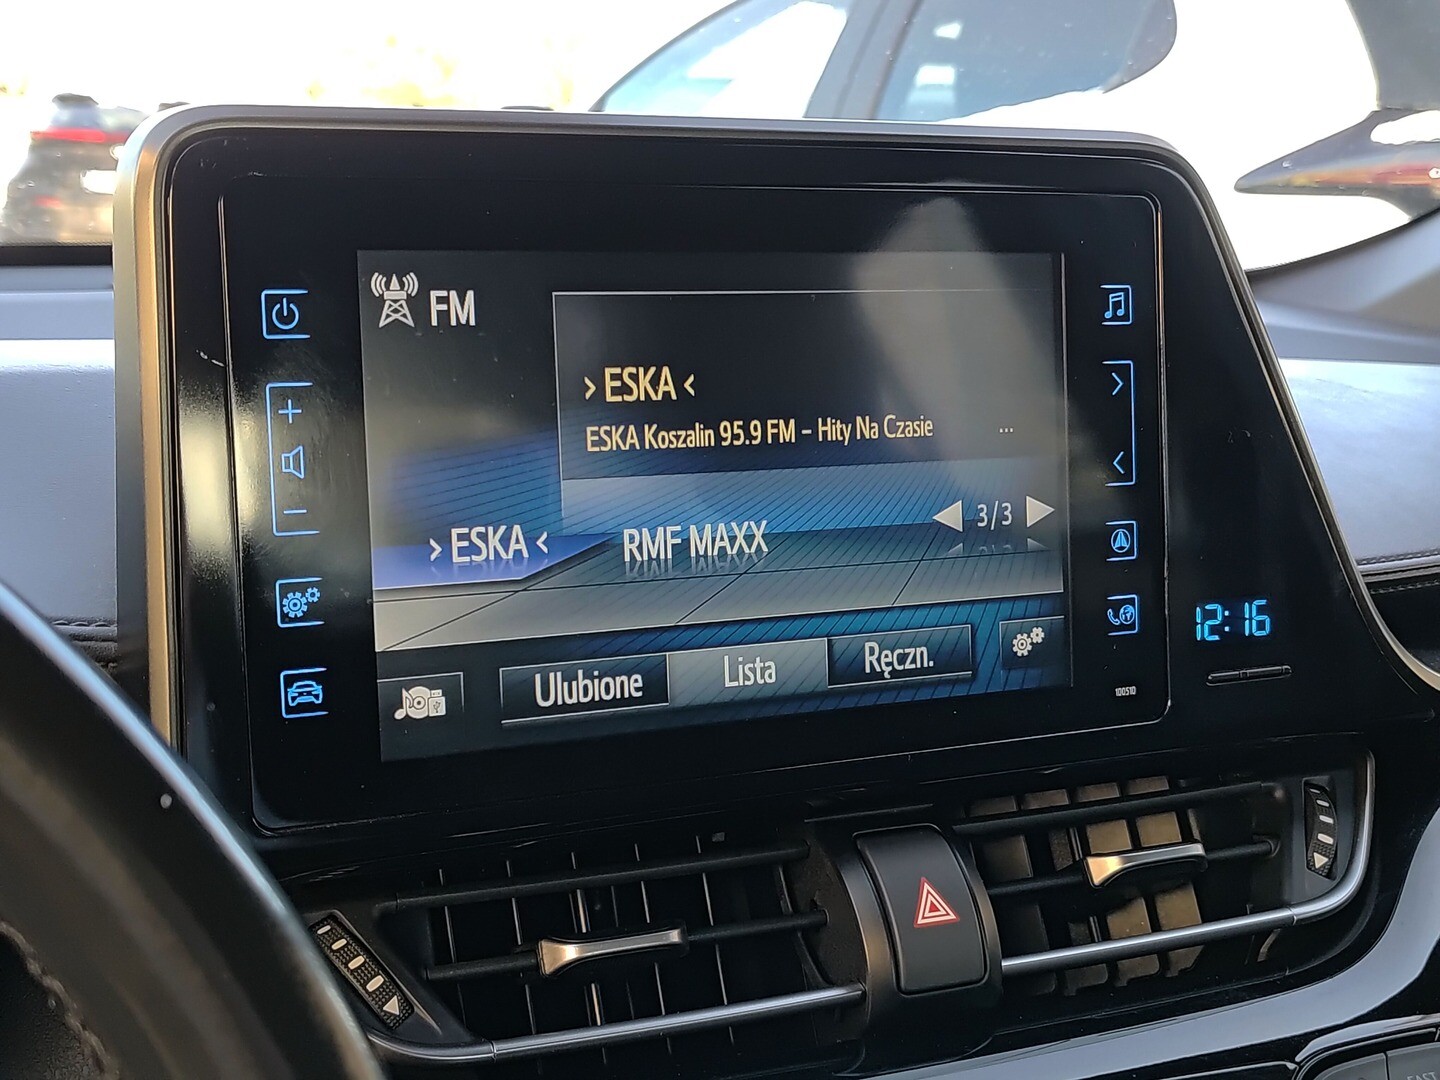 FM
› ESKA ‹
ESKA Koszalin 95.9 FM – Hity Na Czasie ...
› ESKA ‹ RMF MAXX
3/3
Ulubione Lista Ręczn.
12:16
100510